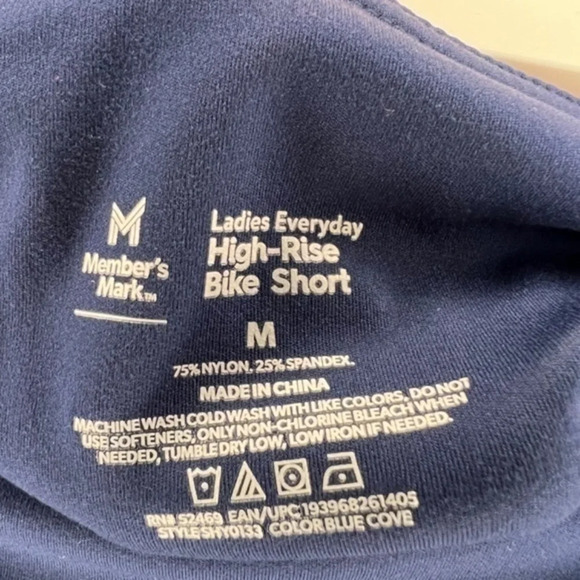 M
Member's
Mark™
Ladies Everyday
High-Rise
Bike Short
M
75% NYLON. 25% SPANDEX.
MADE IN CHINA
MACHINE WASH COLD WASH WITH LIKE COLORS, DO NOT
USE SOFTENERS, ONLY NON-CHLORINE BLEACH WHEN
NEEDED, TUMBLE DRY LOW, LOW IRON IF NEEDED.
RN# 52469 EAN/UPC 193968261405
STYLE SHY0133 COLOR BLUE COVE